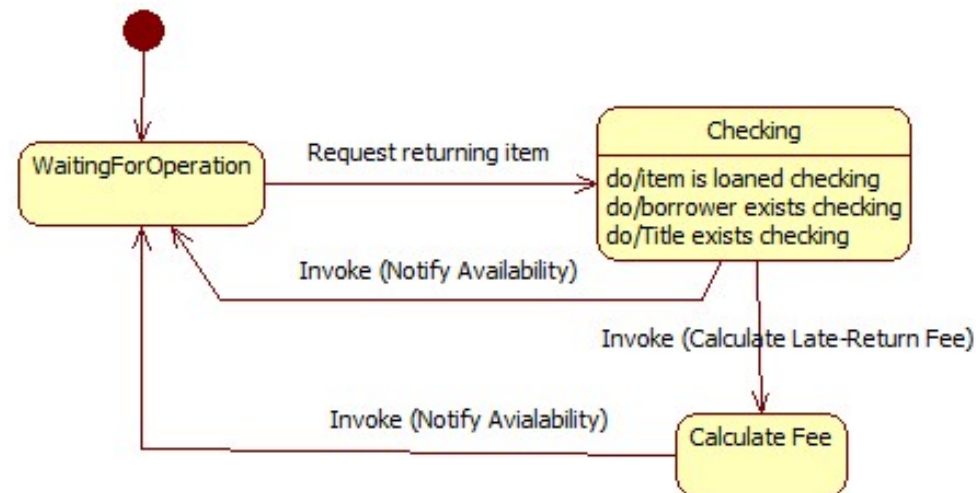 Checking
WaitingForOperation
Request returning item
do/item is loaned checking
do/borrower exists checking
do/Title exists checking
Invoke (Notify Availability)
Invoke (Calculate Late-Return Fee)
Invoke (Notify Avialability)
Calculate Fee